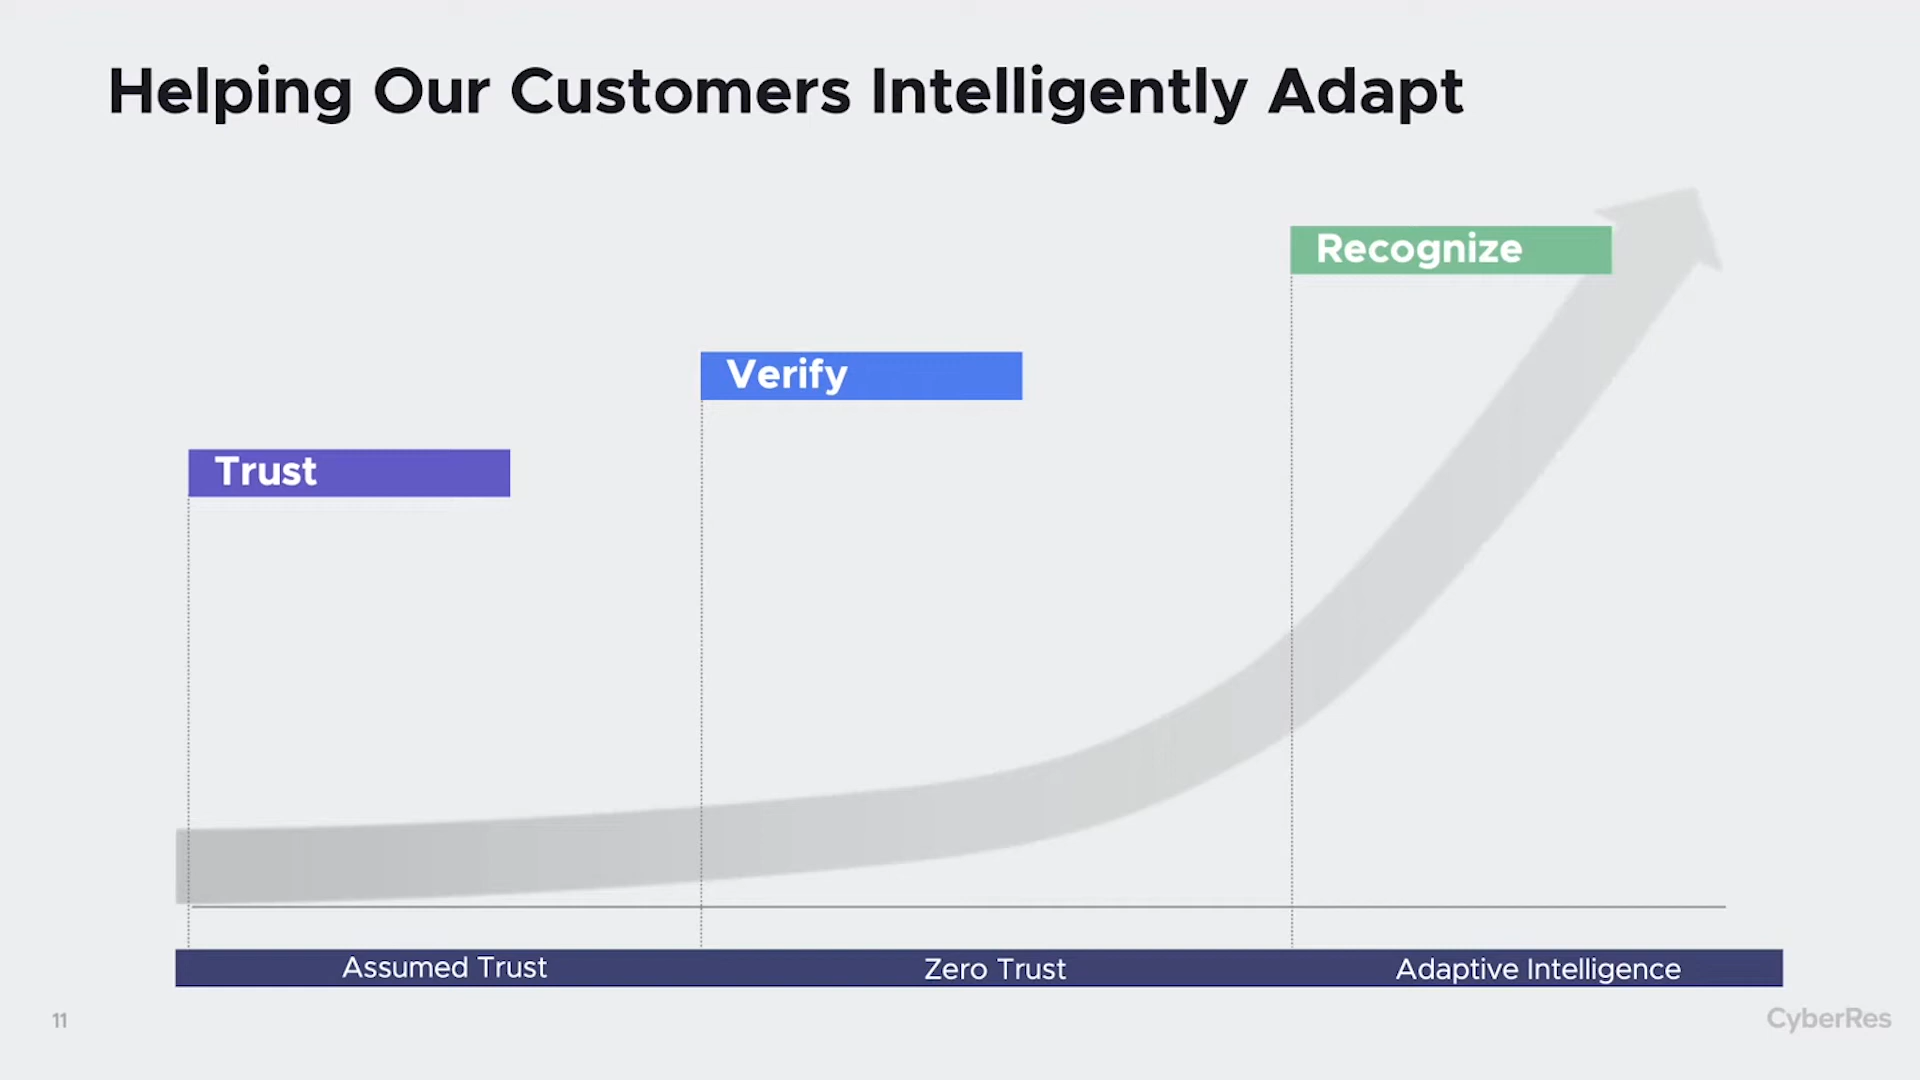 Helping Our Customers Intelligently Adapt
Recognize
Verify
Trust
Assumed Trust
Zero Trust
Adaptive Intelligence
11
CyberRes